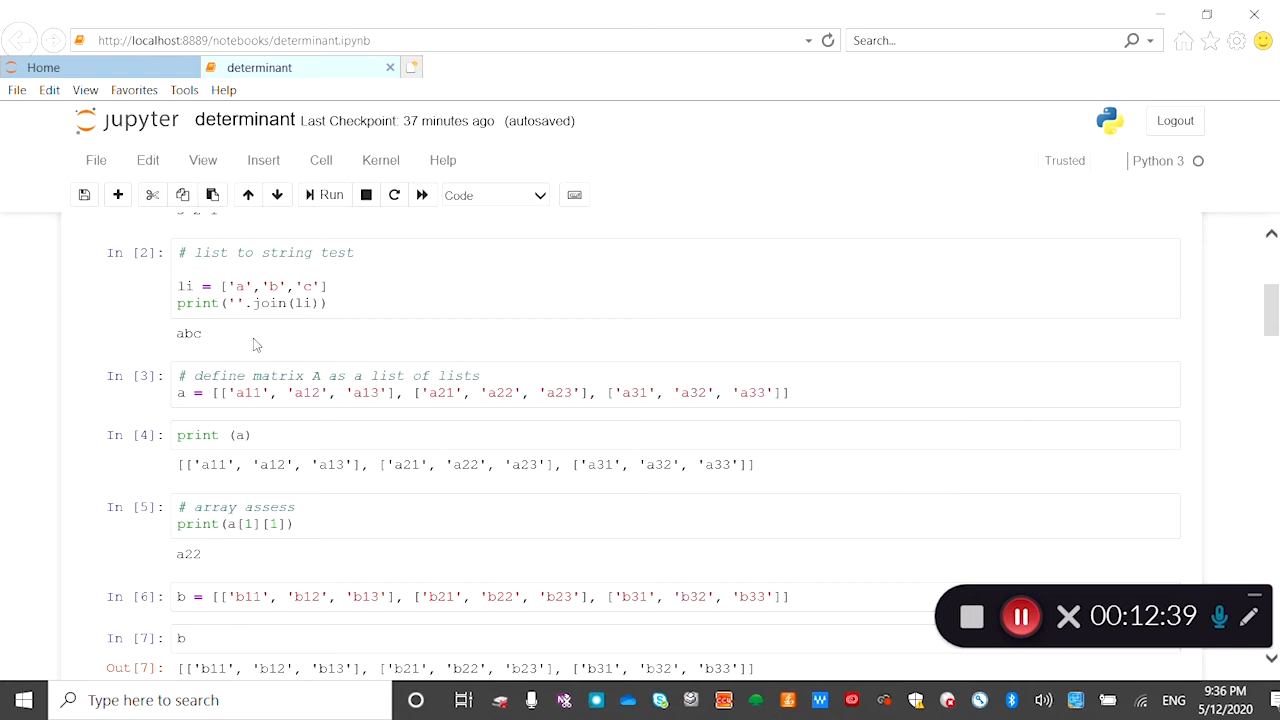 http://localhost:8889/notebooks/determinant.ipynb
Search...
Home
determinant
File Edit View Favorites Tools Help
jupyter determinant Last Checkpoint: 37 minutes ago (autosaved)
Logout
File Edit View Insert Cell Kernel Help
Trusted
Python 3
Run
Code
In [2]: # list to string test
li = ['a','b','c']
print(''.join(li))
abc
In [3]: # define matrix A as a list of lists
a = [['a11', 'a12', 'a13'], ['a21', 'a22', 'a23'], ['a31', 'a32', 'a33']]
In [4]: print (a)
[['a11', 'a12', 'a13'], ['a21', 'a22', 'a23'], ['a31', 'a32', 'a33']]
In [5]: # array assess
print(a[1][1])
a22
In [6]: b = [['b11', 'b12', 'b13'], ['b21', 'b22', 'b23'], ['b31', 'b32', 'b33']]
In [7]: b
Out[7]: [['b11', 'b12', 'b13'], ['b21', 'b22', 'b23'], ['b31', 'b32', 'b33']]
00:12:39
Type here to search
ENG
9:36 PM
5/12/2020